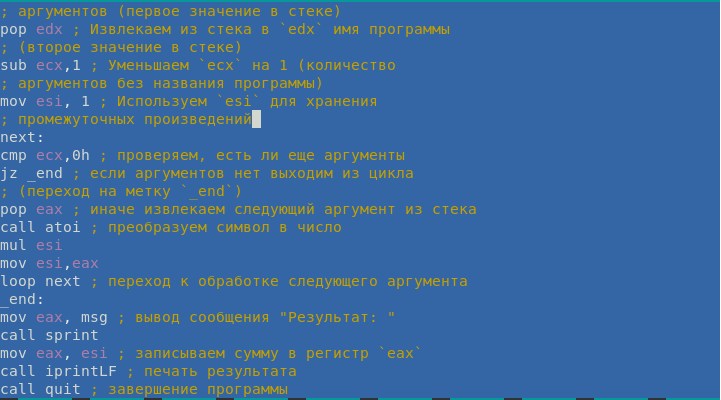 ; аргументов (первое значение в стеке)
pop edx ; Извлекаем из стека в `edx` имя программы
; (второе значение в стеке)
sub ecx,1 ; Уменьшаем `ecx` на 1 (количество
; аргументов без названия программы)
mov esi, 1 ; Используем `esi` для хранения
; промежуточных произведений
next:
cmp ecx,0h ; проверяем, есть ли еще аргументы
jz _end ; если аргументов нет выходим из цикла
; (переход на метку `_end`)
pop eax ; иначе извлекаем следующий аргумент из стека
call atoi ; преобразуем символ в число
mul esi
mov esi,eax
loop next ; переход к обработке следующего аргумента
_end:
mov eax, msg ; вывод сообщения "Результат: "
call sprint
mov eax, esi ; записываем сумму в регистр `eax`
call iprintLF ; печать результата
call quit ; завершение программы